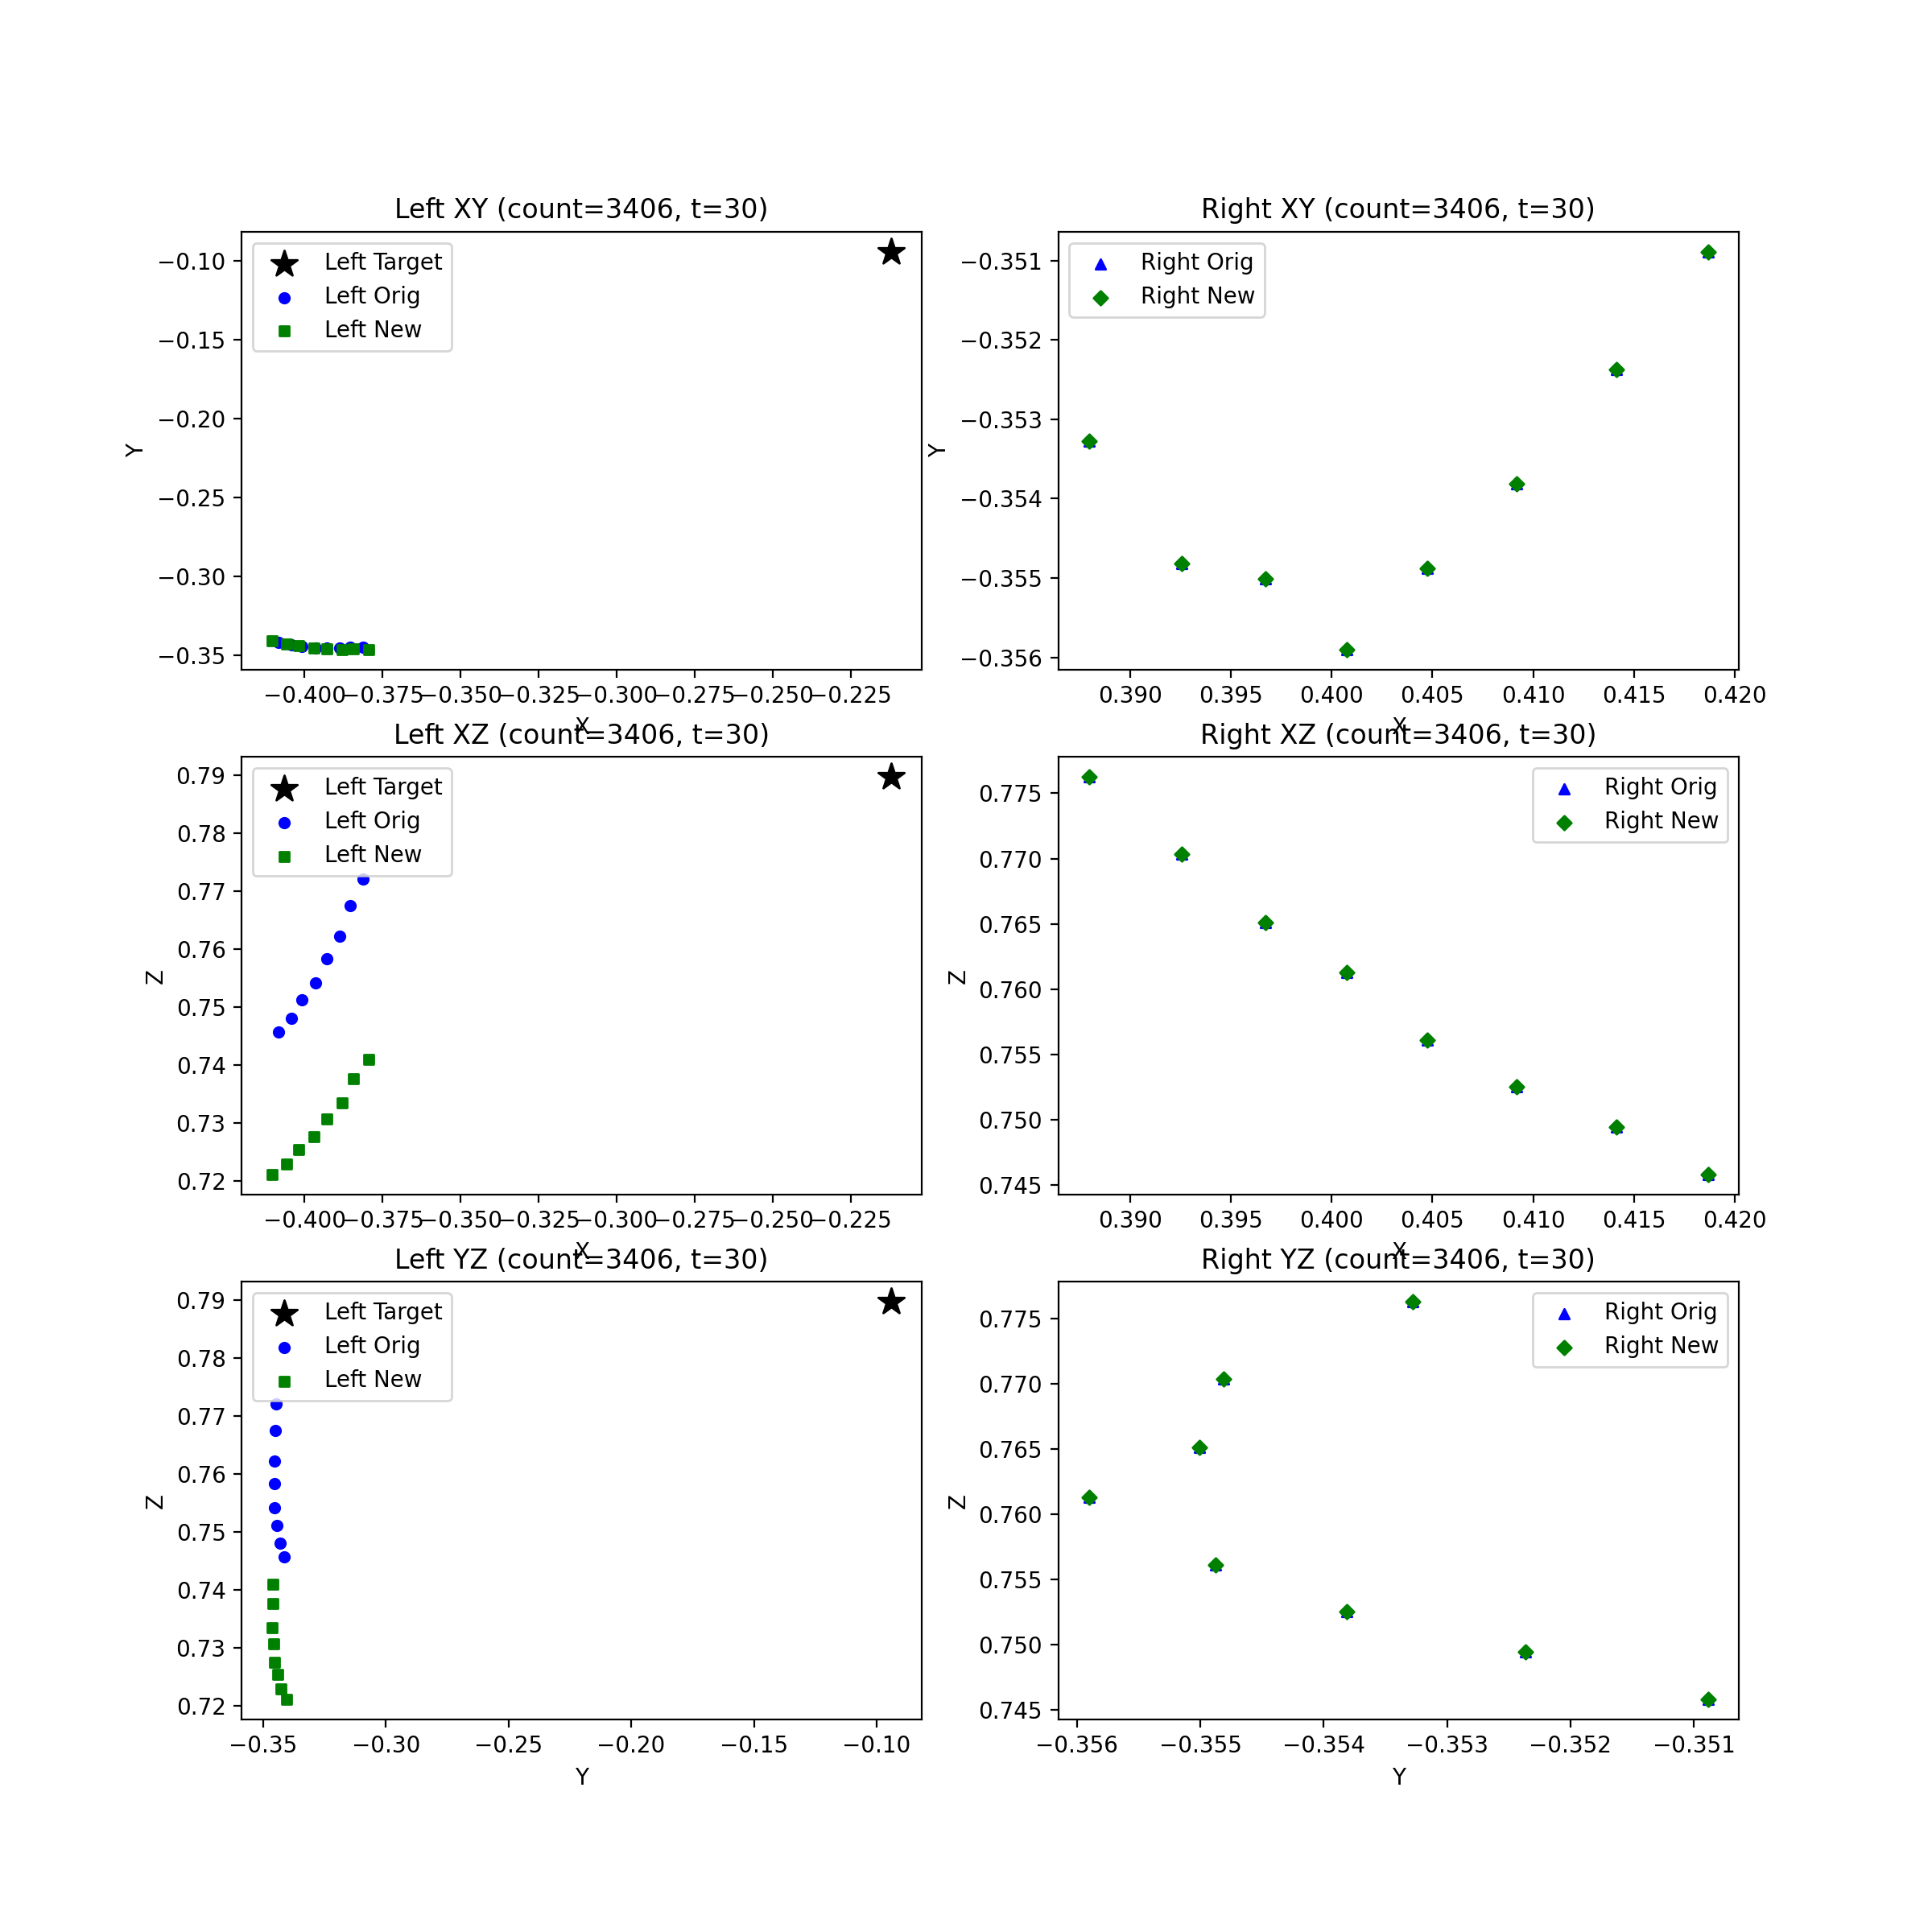 Left XY (count=3406, t=30)
Right XY (count=3406, t=30)
Left Target
Left Orig
Left New
−0.10
−0.15
−0.20
−0.25
−0.30
−0.35
Y
−0.400 −0.375 −0.350 −0.325 −0.300 −0.275 −0.250 −0.225
X
Right Orig
Right New
−0.351
−0.352
−0.353
−0.354
−0.355
−0.356
Y
0.390 0.395 0.400 0.405 0.410 0.415 0.420
X
Left XZ (count=3406, t=30)
Right XZ (count=3406, t=30)
Left Target
Left Orig
Left New
0.79
0.78
0.77
0.76
0.75
0.74
0.73
0.72
Z
−0.400 −0.375 −0.350 −0.325 −0.300 −0.275 −0.250 −0.225
X
Right Orig
Right New
0.775
0.770
0.765
0.760
0.755
0.750
0.745
Z
0.390 0.395 0.400 0.405 0.410 0.415 0.420
X
Left YZ (count=3406, t=30)
Right YZ (count=3406, t=30)
Left Target
Left Orig
Left New
0.79
0.78
0.77
0.76
0.75
0.74
0.73
0.72
Z
−0.35 −0.30 −0.25 −0.20 −0.15 −0.10
Y
Right Orig
Right New
0.775
0.770
0.765
0.760
0.755
0.750
0.745
Z
−0.356 −0.355 −0.354 −0.353 −0.352 −0.351
Y